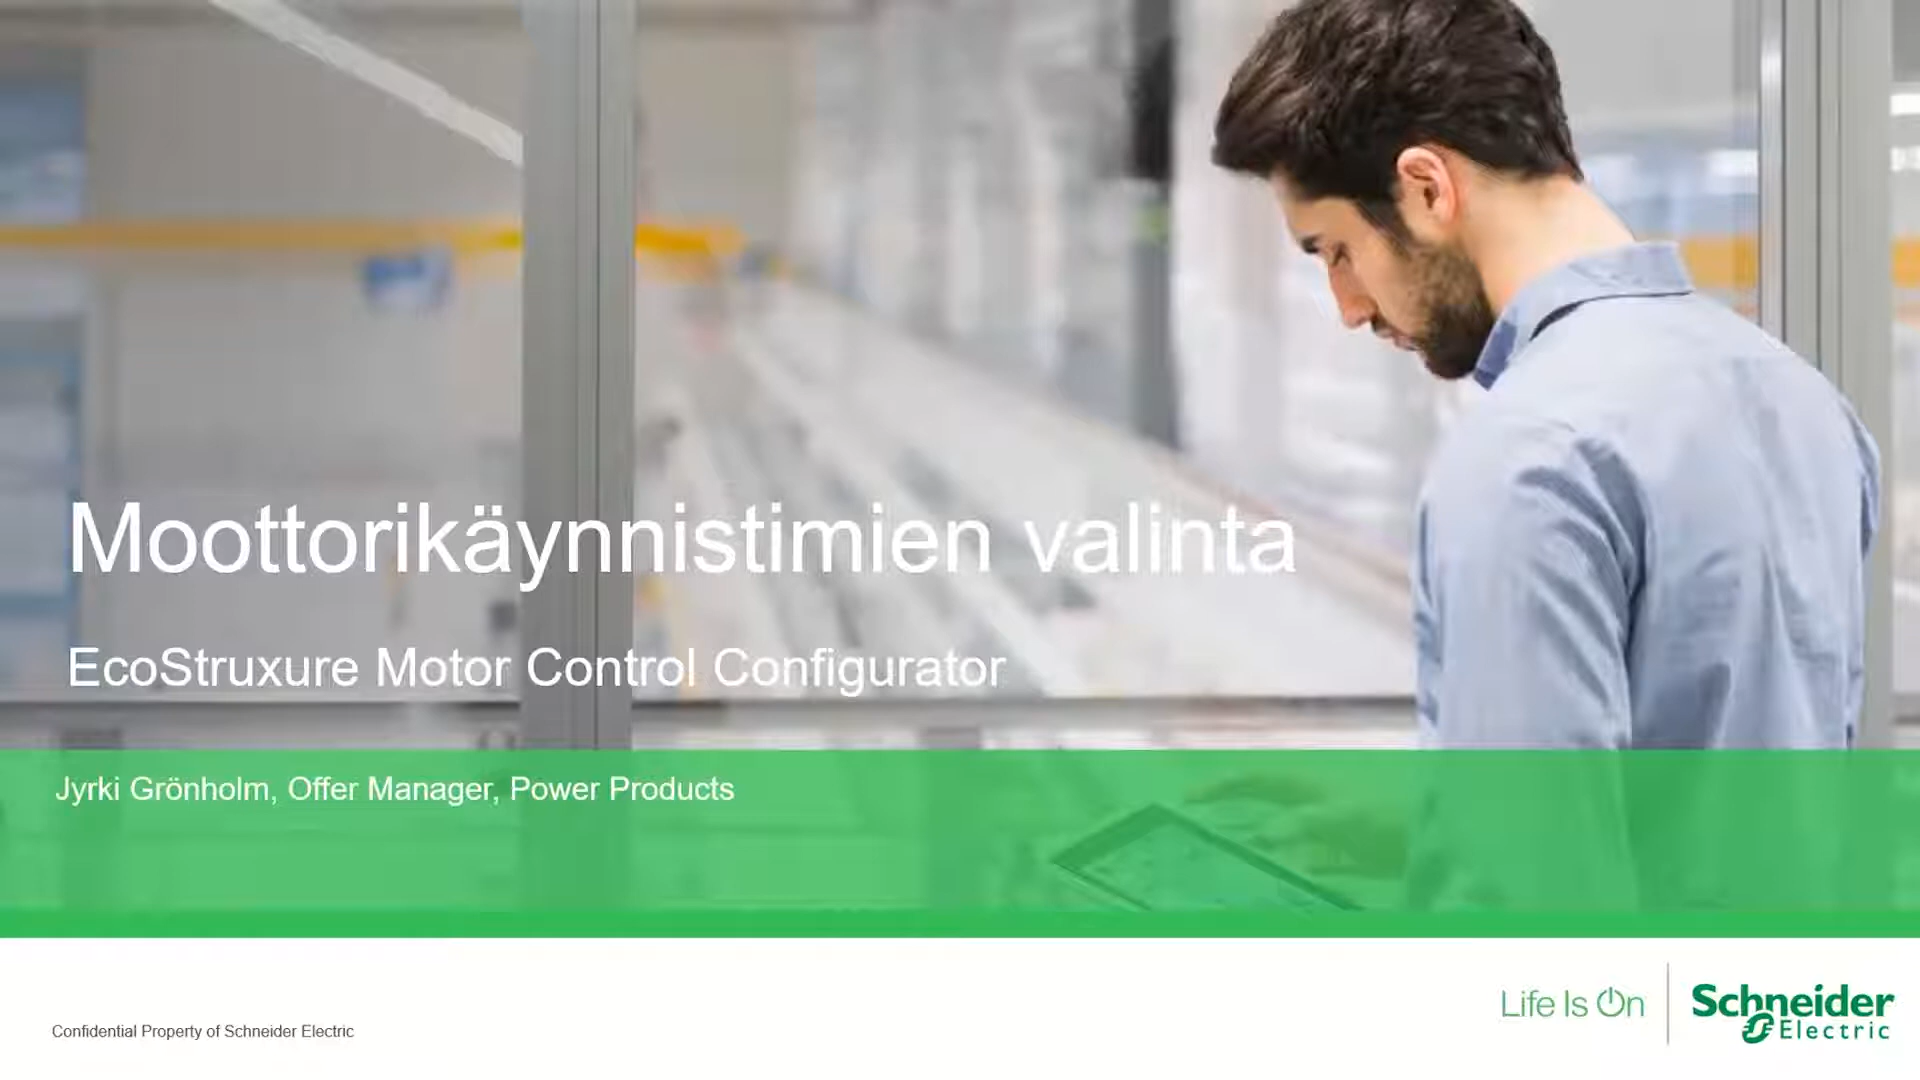 Moottorikäynnistimien valinta
EcoStruxure Motor Control Configurator
Jyrki Grönholm, Offer Manager, Power Products
Confidential Property of Schneider Electric
Life Is On
Schneider
Electric